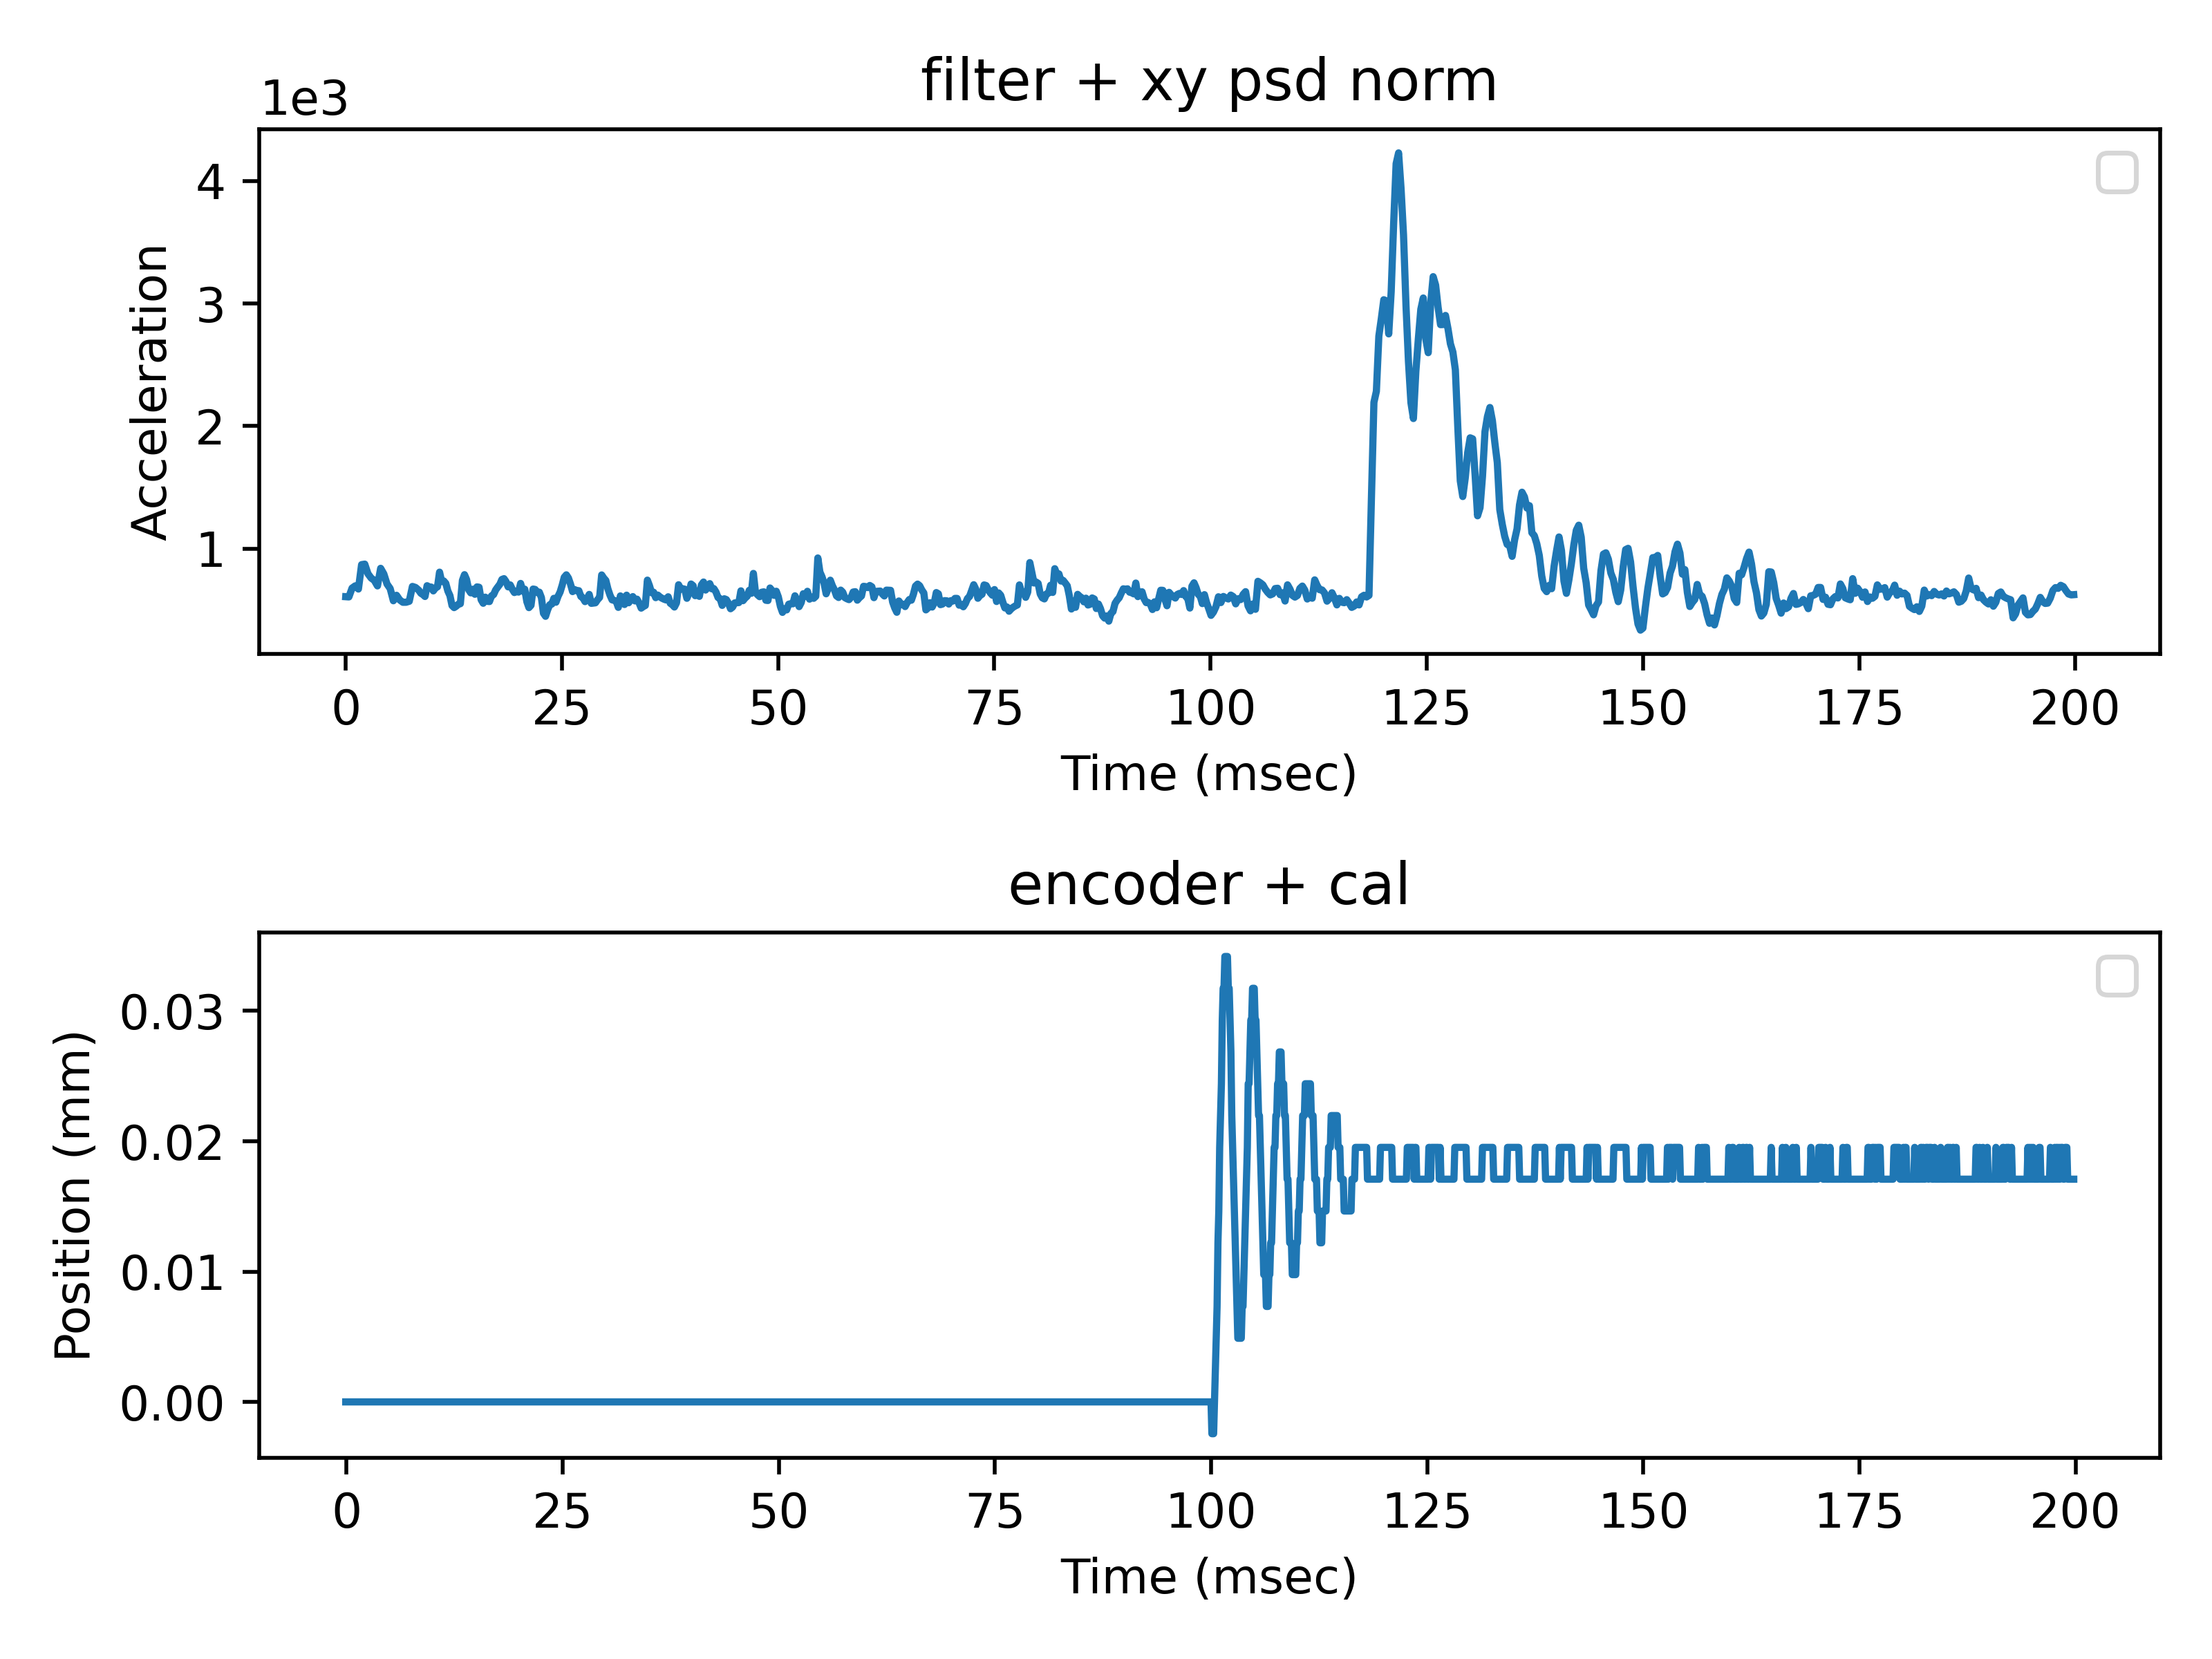 filter + xy psd norm
1e3
4
3
2
1
Acceleration
0 25 50 75 100 125 150 175 200
Time (msec)
encoder + cal
0.03
0.02
0.01
0.00
Position (mm)
0 25 50 75 100 125 150 175 200
Time (msec)